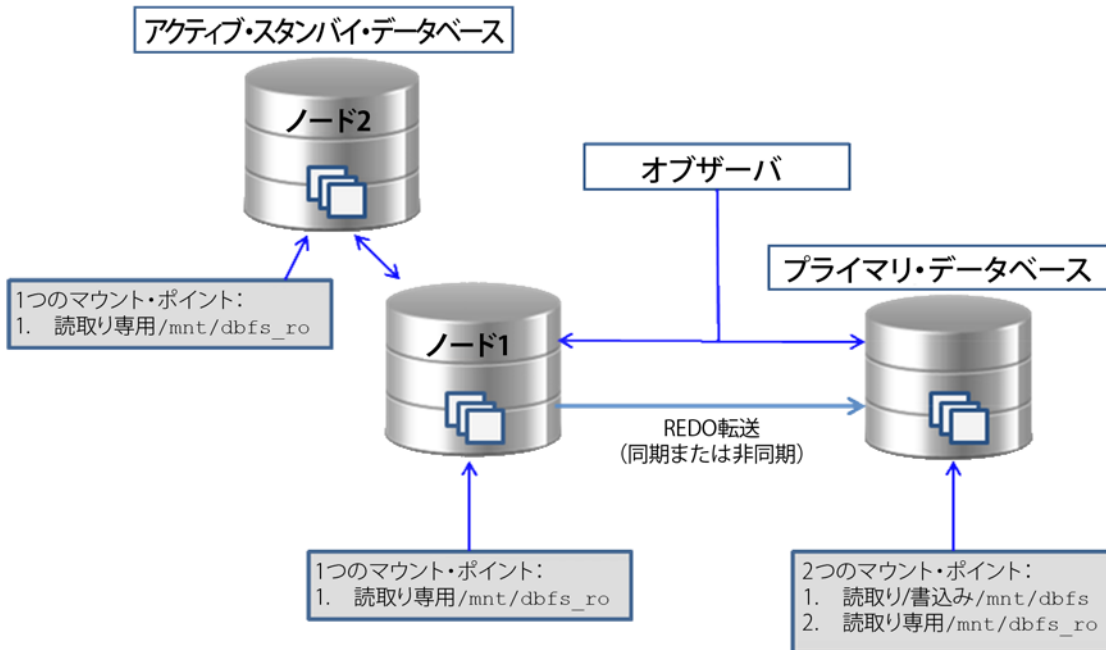 アクティブ・スタンバイ・データベース
ノード2
オブザーバ
プライマリ・データベース
1つのマウント・ポイント:
1. 読取り専用/mnt/dbfs_ro
ノード1
REDO転送
(同期または非同期)
1つのマウント・ポイント:
1. 読取り専用/mnt/dbfs_ro
2つのマウント・ポイント:
1. 読取り/書込み/mnt/dbfs
2. 読取り専用/mnt/dbfs_ro